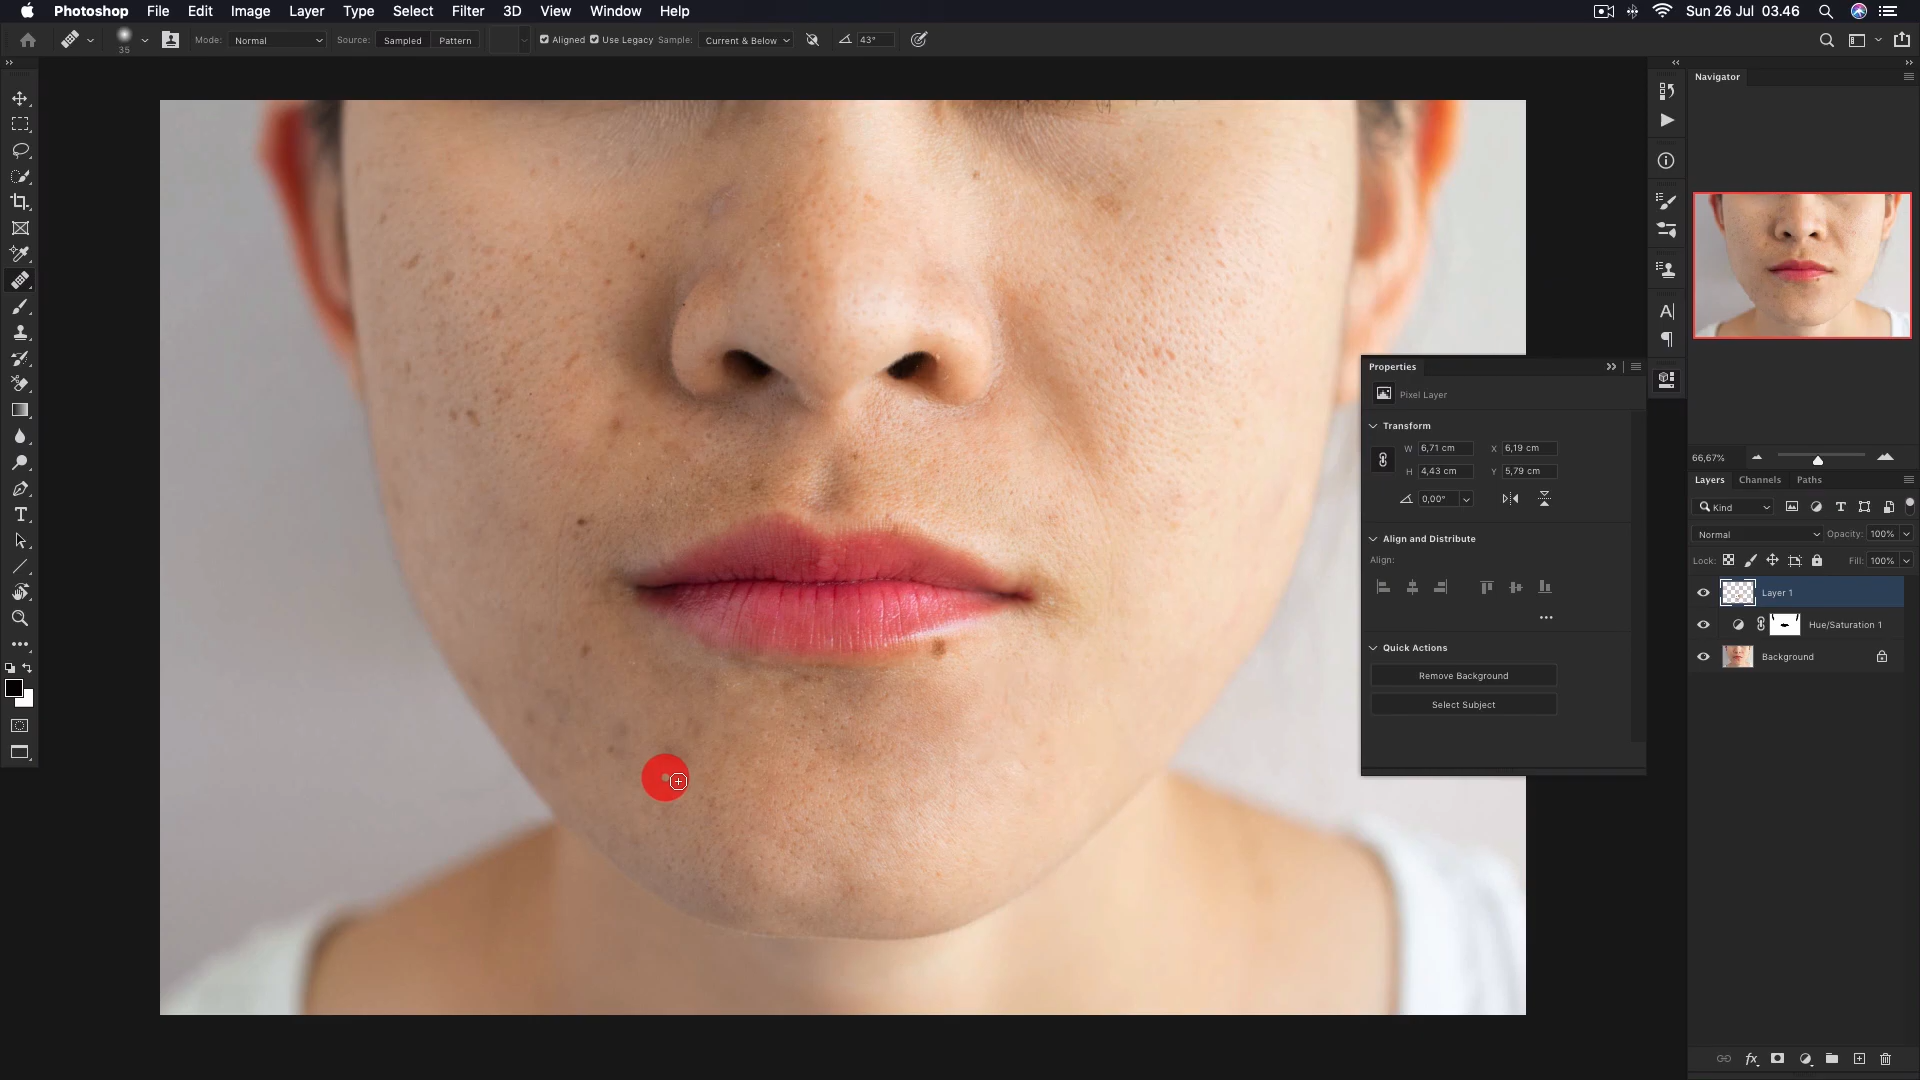 Photoshop File Edit Image Layer Type Select Filter 3D View Window Help Sun 26 Jul 03.46
35 Mode: Normal Source: Sampled Pattern Aligned Use Legacy Sample: Current & Below 43°
Navigator
Properties
Pixel Layer
Transform
W 6,71 cm X 6,19 cm
H 4,43 cm Y 5,79 cm
0,00°
Align and Distribute
Align:
Quick Actions
Remove Background
Select Subject
66,67%
Layers Channels Paths
Kind
Normal Opacity: 100%
Lock: Fill: 100%
Layer 1
Hue/Saturation 1
Background